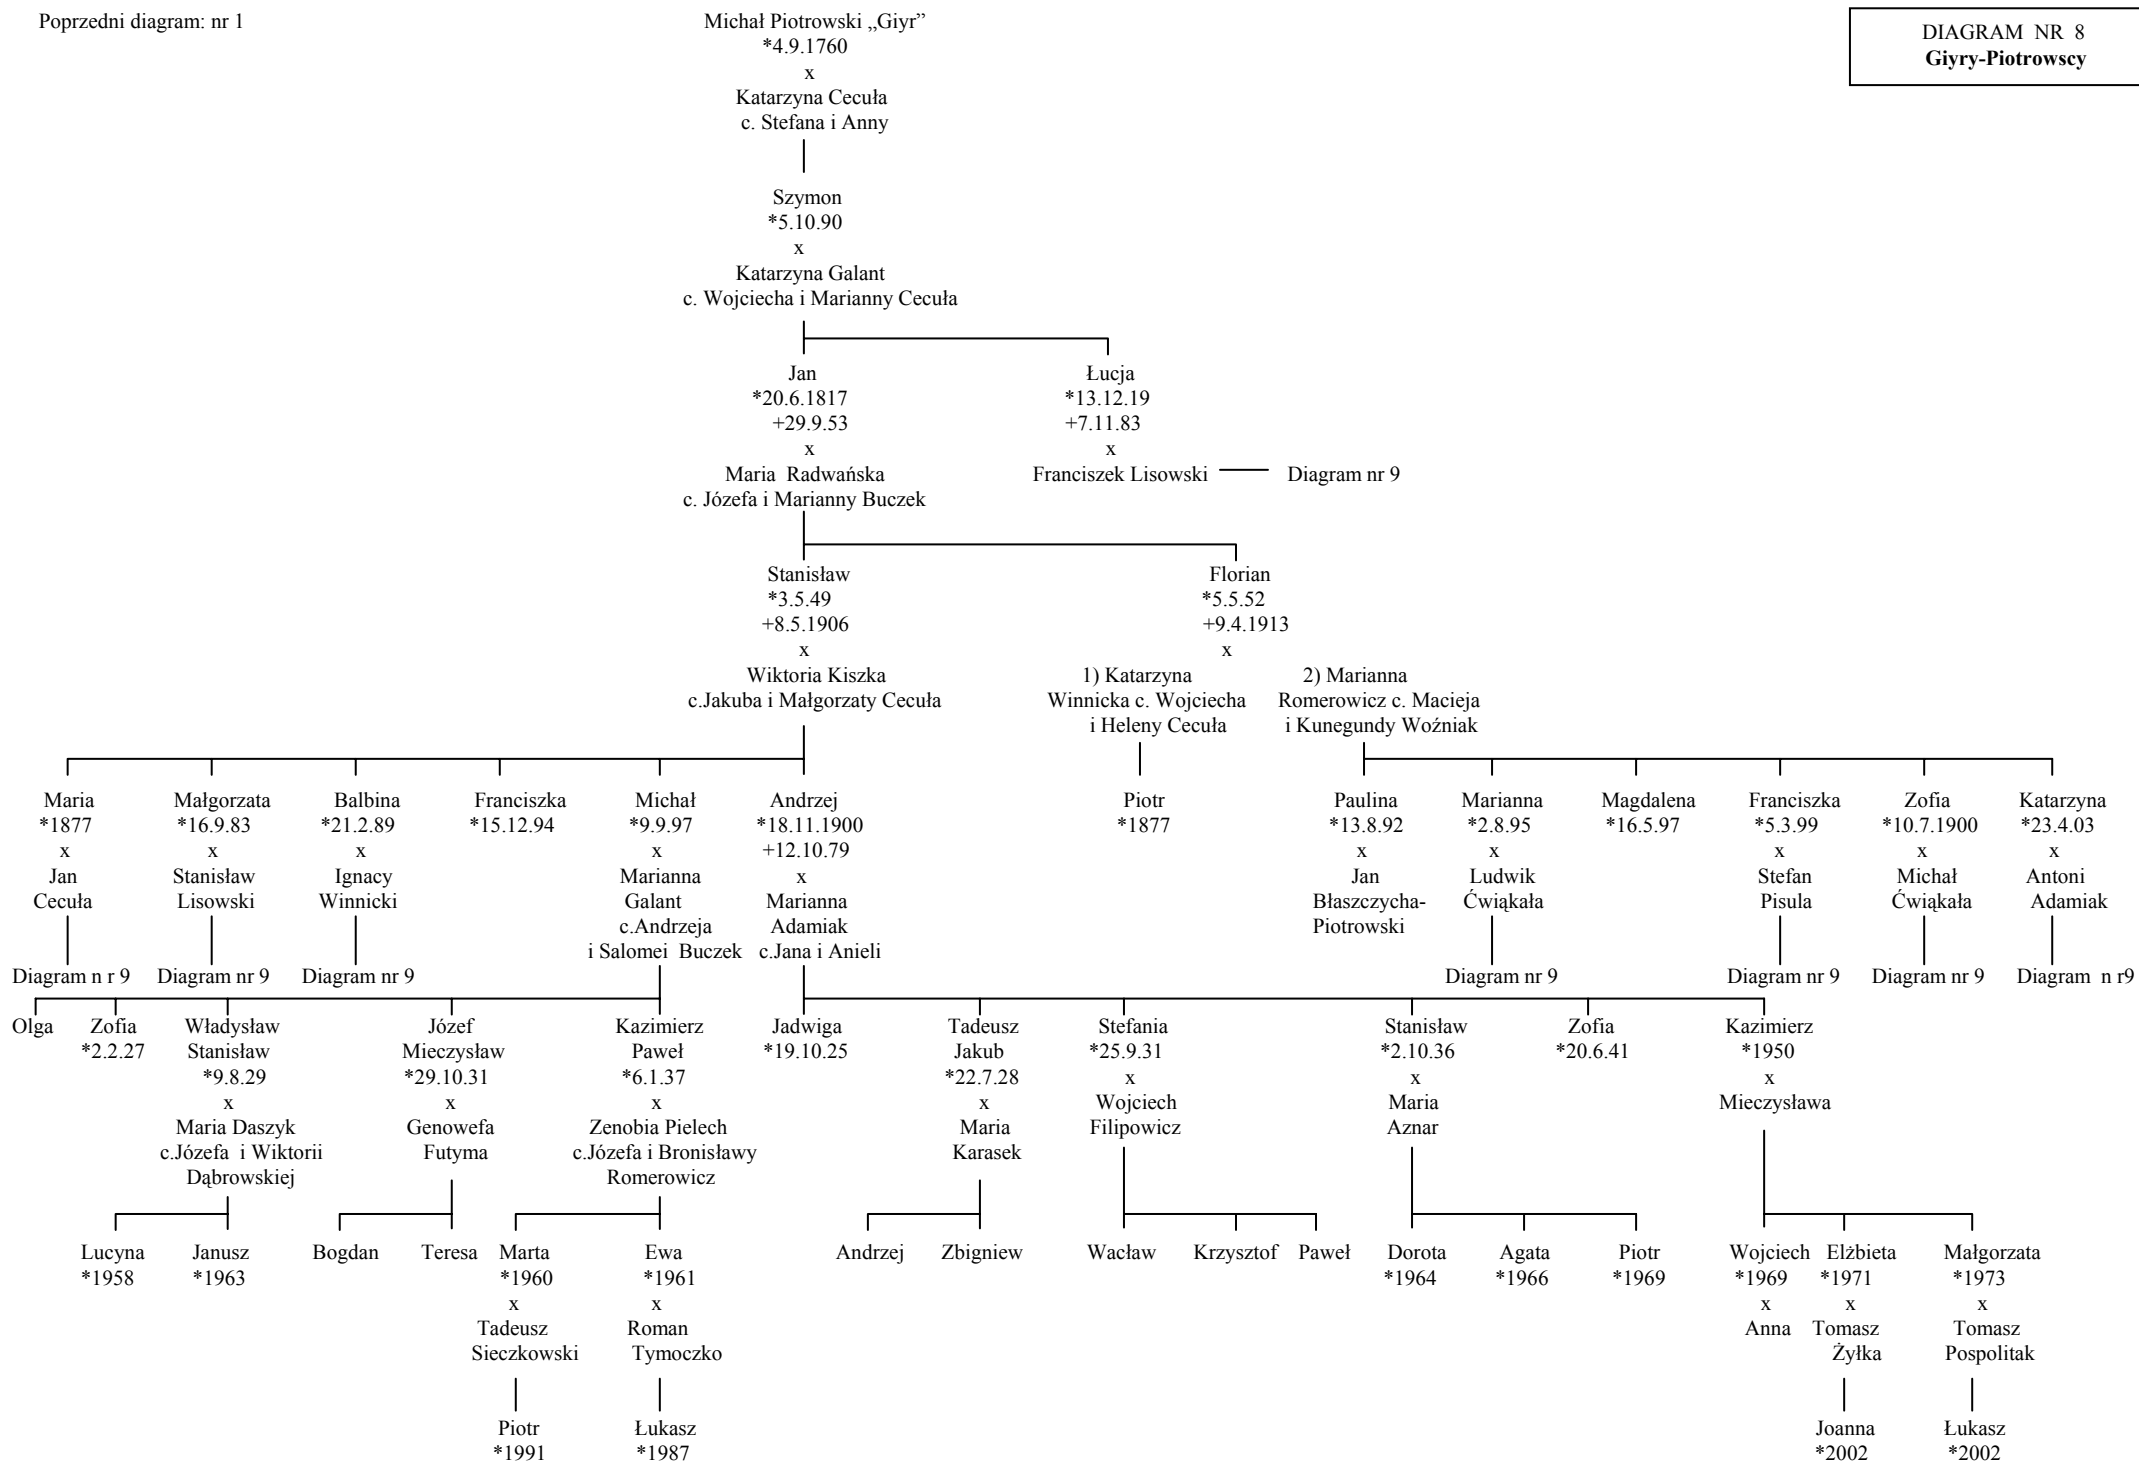 Poprzedni diagram: nr 1
DIAGRAM NR 8
Giyry-Piotrowscy
Michał Piotrowski „Giyr”
*4.9.1760
x
Katarzyna Cecuła
c. Stefana i Anny
Szymon
*5.10.90
x
Katarzyna Galant
c. Wojciecha i Marianny Cecuła
Jan
*20.6.1817
+29.9.53
x
Maria Radwańska
c. Józefa i Marianny Buczek
Łucja
*13.12.19
+7.11.83
x
Franciszek Lisowski
Diagram nr 9
Stanisław
*3.5.49
+8.5.1906
x
Wiktoria Kiszka
c.Jakuba i Małgorzaty Cecuła
Florian
*5.5.52
+9.4.1913
x
1) Katarzyna
Winnicka c. Wojciecha
i Heleny Cecuła
2) Marianna
Romerowicz c. Macieja
i Kunegundy Woźniak
Maria
*1877
x
Jan
Cecuła
Diagram n r 9
Małgorzata
*16.9.83
x
Stanisław
Lisowski
Diagram nr 9
Balbina
*21.2.89
x
Ignacy
Winnicki
Diagram nr 9
Franciszka
*15.12.94
Michał
*9.9.97
x
Marianna
Galant
c.Andrzeja
i Salomei Buczek
Andrzej
*18.11.1900
+12.10.79
x
Marianna
Adamiak
c.Jana i Anieli
Piotr
*1877
Paulina
*13.8.92
x
Jan
Błaszczycha-
Piotrowski
Marianna
*2.8.95
x
Ludwik
Ćwiąkała
Diagram nr 9
Magdalena
*16.5.97
Franciszka
*5.3.99
x
Stefan
Pisula
Diagram nr 9
Zofia
*10.7.1900
x
Michał
Ćwiąkała
Diagram nr 9
Katarzyna
*23.4.03
x
Antoni
Adamiak
Diagram n r9
Olga
Zofia
*2.2.27
Władysław
Stanisław
*9.8.29
x
Maria Daszyk
c.Józefa i Wiktorii
Dąbrowskiej
Józef
Mieczysław
*29.10.31
x
Genowefa
Futyma
Kazimierz
Paweł
*6.1.37
x
Zenobia Pielech
c.Józefa i Bronisławy
Romerowicz
Jadwiga
*19.10.25
Tadeusz
Jakub
*22.7.28
x
Maria
Karasek
Stefania
*25.9.31
x
Wojciech
Filipowicz
Stanisław
*2.10.36
x
Maria
Aznar
Zofia
*20.6.41
Kazimierz
*1950
x
Mieczysława
Lucyna
*1958
Janusz
*1963
Bogdan
Teresa
Marta
*1960
x
Tadeusz
Sieczkowski
Ewa
*1961
x
Roman
Tymoczko
Andrzej
Zbigniew
Wacław
Krzysztof
Paweł
Dorota
*1964
Agata
*1966
Piotr
*1969
Wojciech
*1969
x
Anna
Elżbieta
*1971
x
Tomasz
Żyłka
Małgorzata
*1973
x
Tomasz
Pospolitak
Piotr
*1991
Łukasz
*1987
Joanna
*2002
Łukasz
*2002